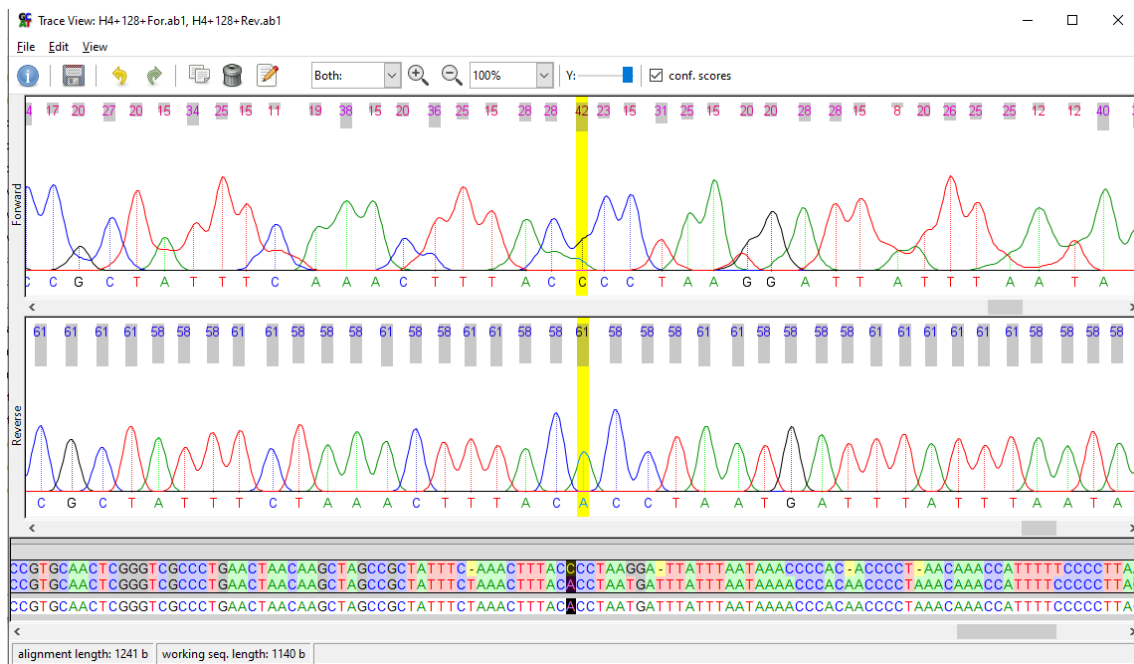 Trace View: H4+128+For.ab1, H4+128+Rev.ab1
File Edit View
Both: 100% Y: conf. scores
4 17 20 27 20 15 34 25 15 11 19 38 15 20 36 25 15 28 28 42 23 15 31 25 15 20 20 28 28 15 8 20 26 25 25 12 12 40
Forward
C C G C T A T T T C A A A C T T T A C C C C T A A G G A T T A T T T A A T A
61 61 61 61 58 58 58 61 61 58 58 58 58 58 58 61 61 58 58 61 58 58 58 61 61 58 58 58 58 61 61 61 61 61 61 58 58 58 58
Reverse
C G C T A T T T C T A A A C T T T A C A C C T A A T G A T T T A T T T A A T A
CCGTGCAACTCGGGTCGCCCTGAACTAACAAGCTAGCCGCTATTTC-AAACTTTACCCCTAAGGA-TTATTTAATAAACCCCAC-ACCCCT-AACAAACCATTTTTCCCCTTA
CCGTGCAACTCGGGTCGCCCTGAACTAACAAGCTAGCCGCTATTTCTAAACTTTACACCTAATGATTTATTTAATAAAACCCACAACCCCTAAACAAACCATTTTCCCCCTTA
CCGTGCAACTCGGGTCGCCCTGAACTAACAAGCTAGCCGCTATTTCTAAACTTTACACCTAATGATTTATTTAATAAAACCCACAACCCCTAAACAAACCATTTTCCCCCTTA
alignment length: 1241 b working seq. length: 1140 b